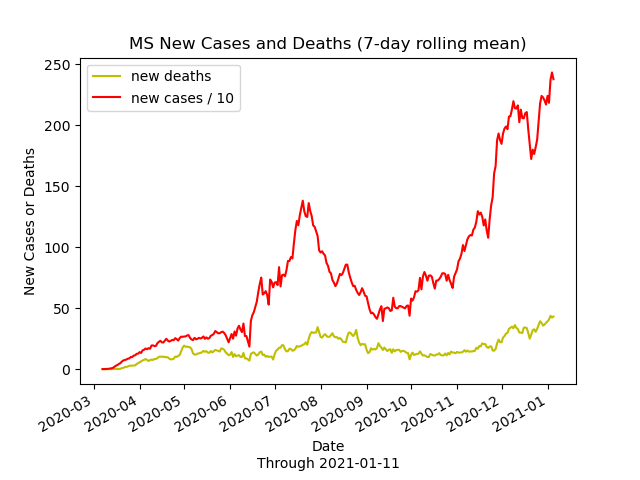 MS New Cases and Deaths (7-day rolling mean)
new deaths
new cases / 10
250
200
150
100
50
0
New Cases or Deaths
2020-03
2020-04
2020-05
2020-06
2020-07
2020-08
2020-09
2020-10
2020-11
2020-12
2021-01
Date
Through 2021-01-11